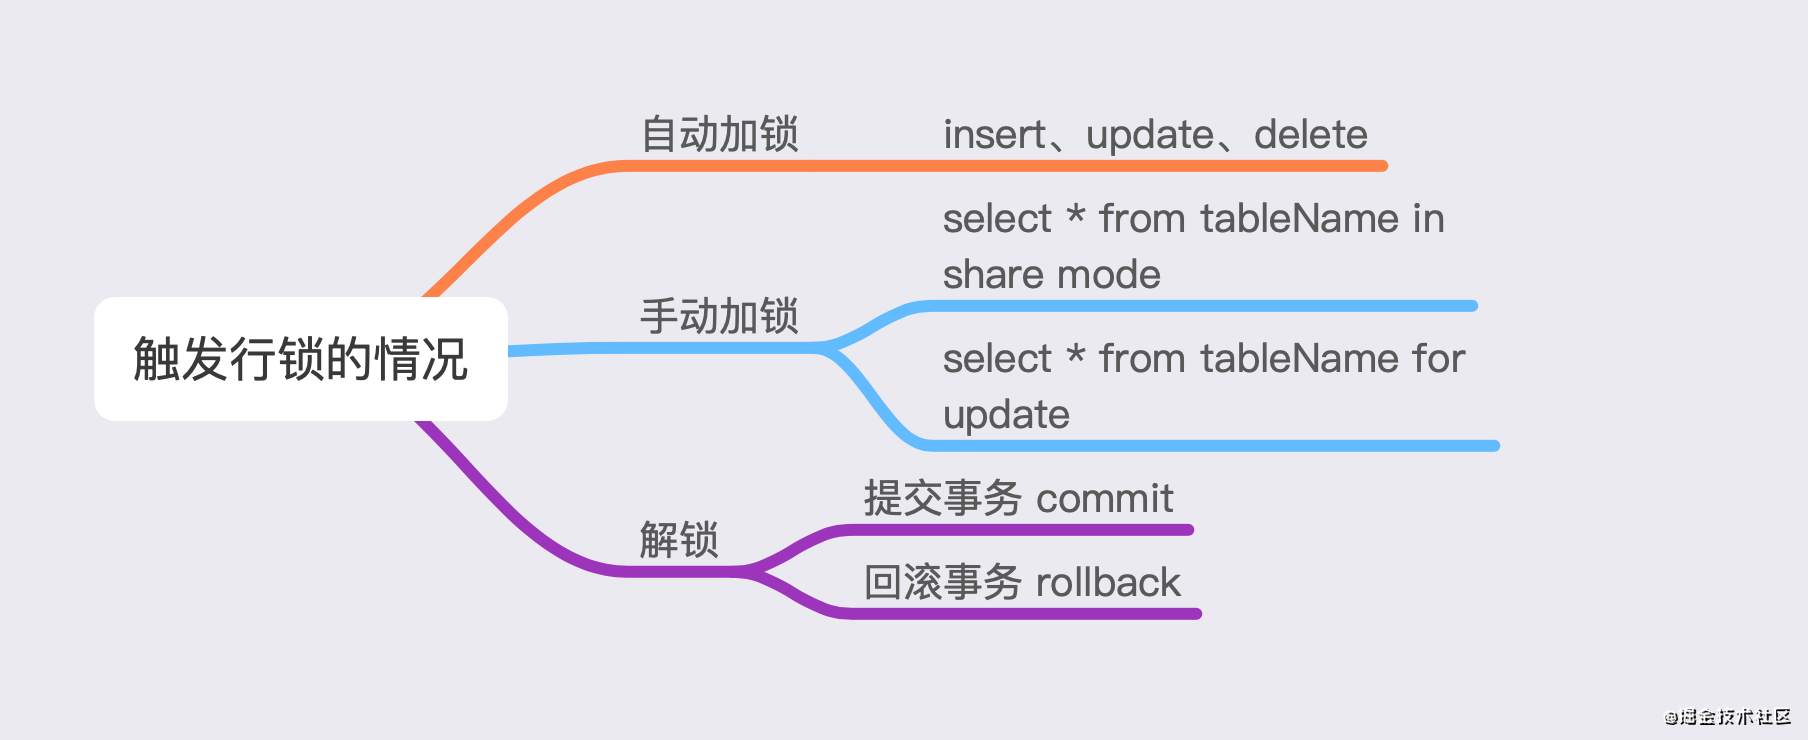 自动加锁
insert、update、delete
select * from tableName in
share mode
手动加锁
触发行锁的情况
select * from tableName for
update
提交事务 commit
解锁
回滚事务 rollback
@掘金技术社区